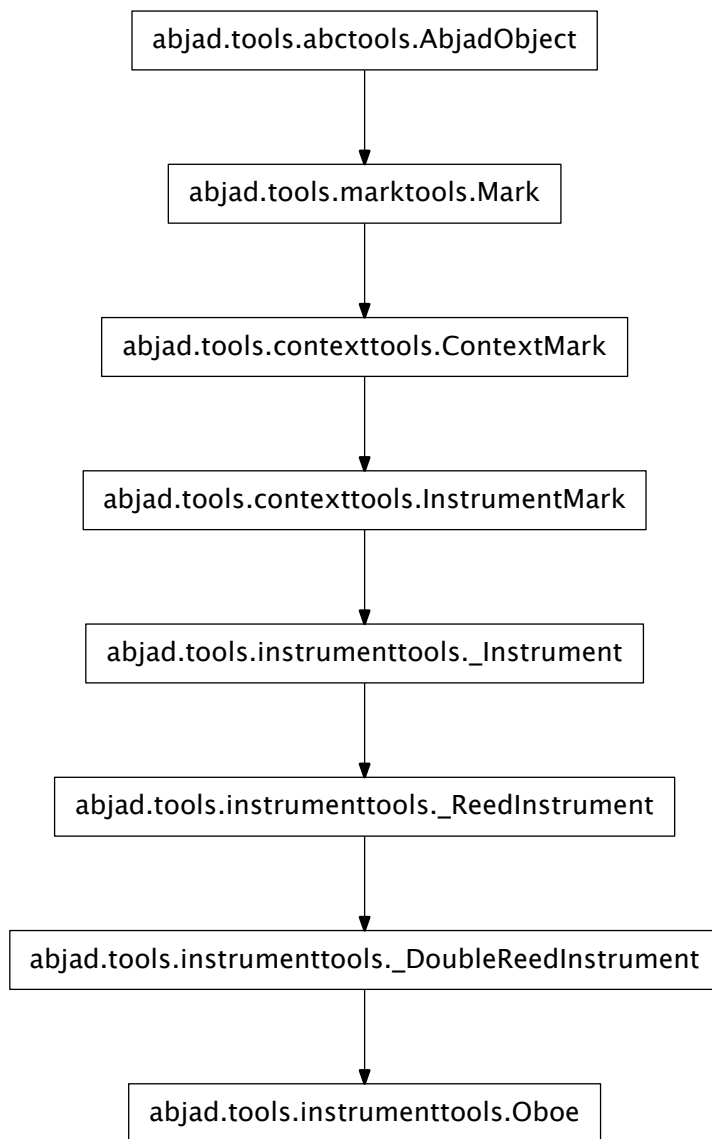 abjad.tools.abctools.AbjadObject
abjad.tools.marktools.Mark
abjad.tools.contexttools.ContextMark
abjad.tools.contexttools.InstrumentMark
abjad.tools.instrumenttools._Instrument
abjad.tools.instrumenttools._ReedInstrument
abjad.tools.instrumenttools._DoubleReedInstrument
abjad.tools.instrumenttools.Oboe